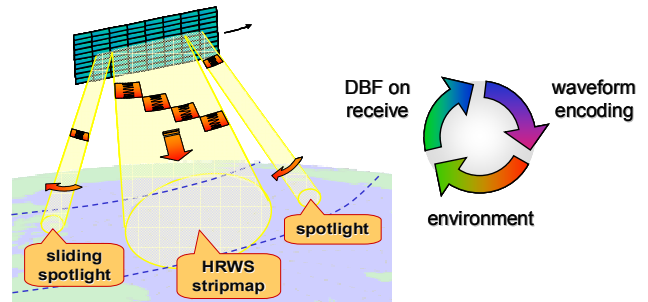 DBF on
receive
waveform
encoding
environment
spotlight
sliding
spotlight
HRWS
stripmap